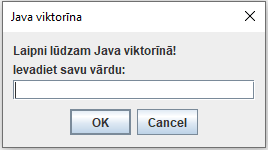 Java viktorīna
Laipni lūdzam Java viktorīnā!
Ievadiet savu vārdu:
OK Cancel